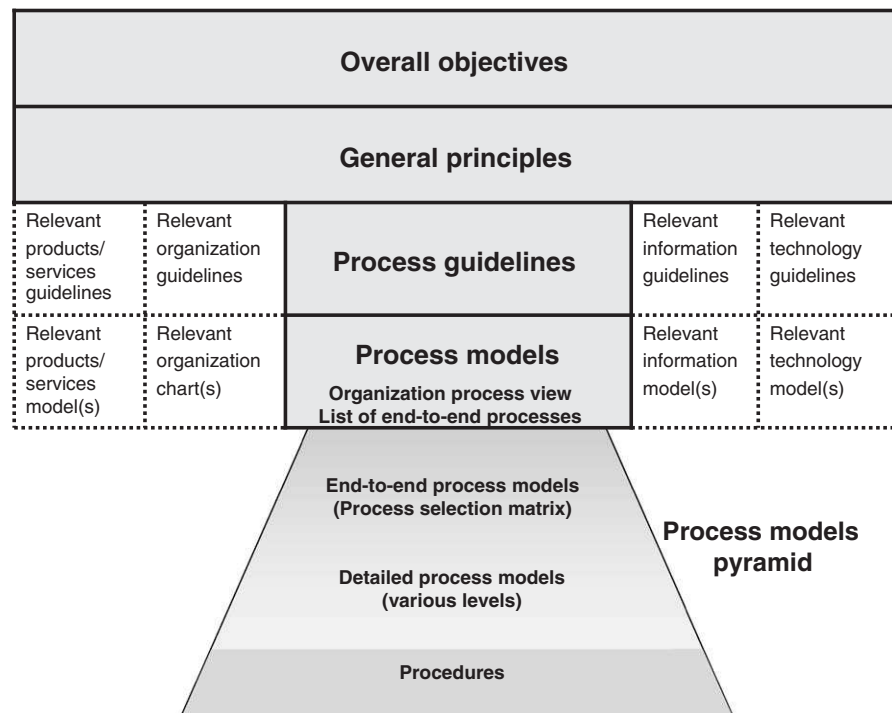 Overall objectives
General principles
Relevant
products/
services
guidelines
Relevant
organization
guidelines
Process guidelines
Relevant
information
guidelines
Relevant
technology
guidelines
Relevant
products/
services
model(s)
Relevant
organization
chart(s)
Process models
Organization process view
List of end-to-end processes
Relevant
information
model(s)
Relevant
technology
model(s)
End-to-end process models
(Process selection matrix)
Process models
pyramid
Detailed process models
(various levels)
Procedures